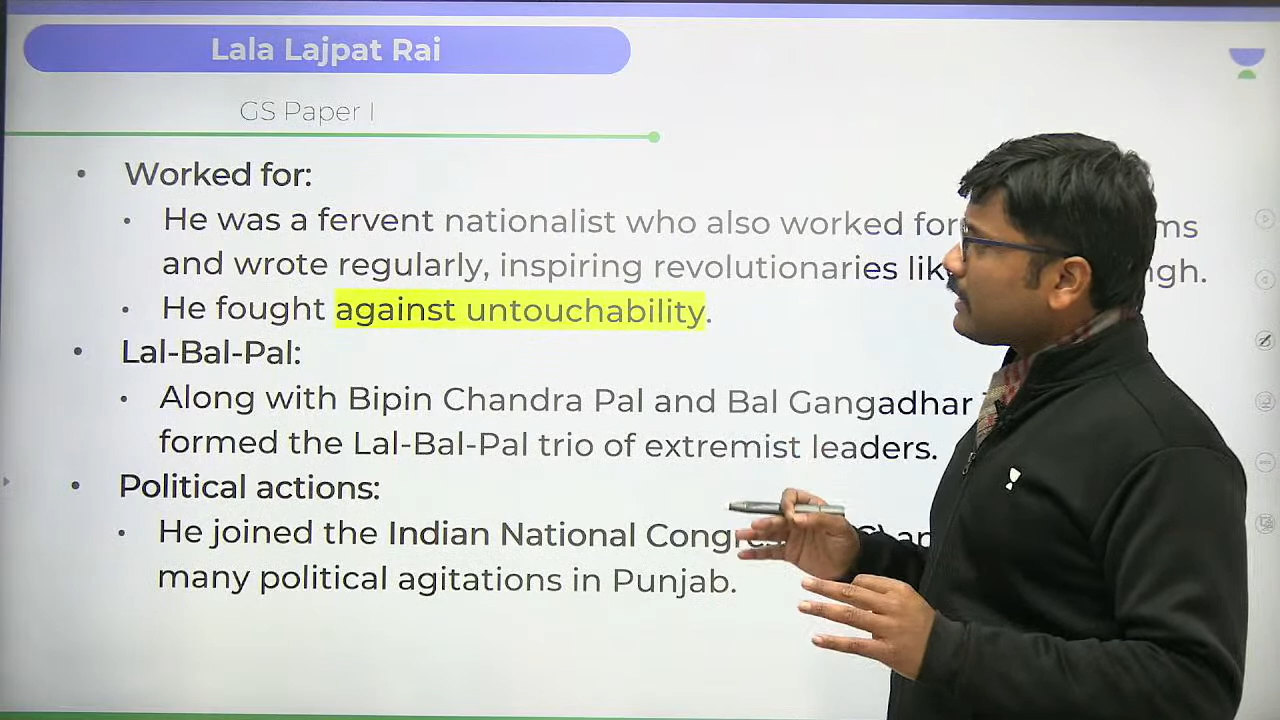 Lala Lajpat Rai
GS Paper I
• Worked for:
• He was a fervent nationalist who also worked for
and wrote regularly, inspiring revolutionaries
• He fought against untouchability.
• Lal-Bal-Pal:
• Along with Bipin Chandra Pal and Bal Gangadhar
formed the Lal-Bal-Pal trio of extremist leaders.
• Political actions:
• He joined the Indian National
many political agitations in Punjab.